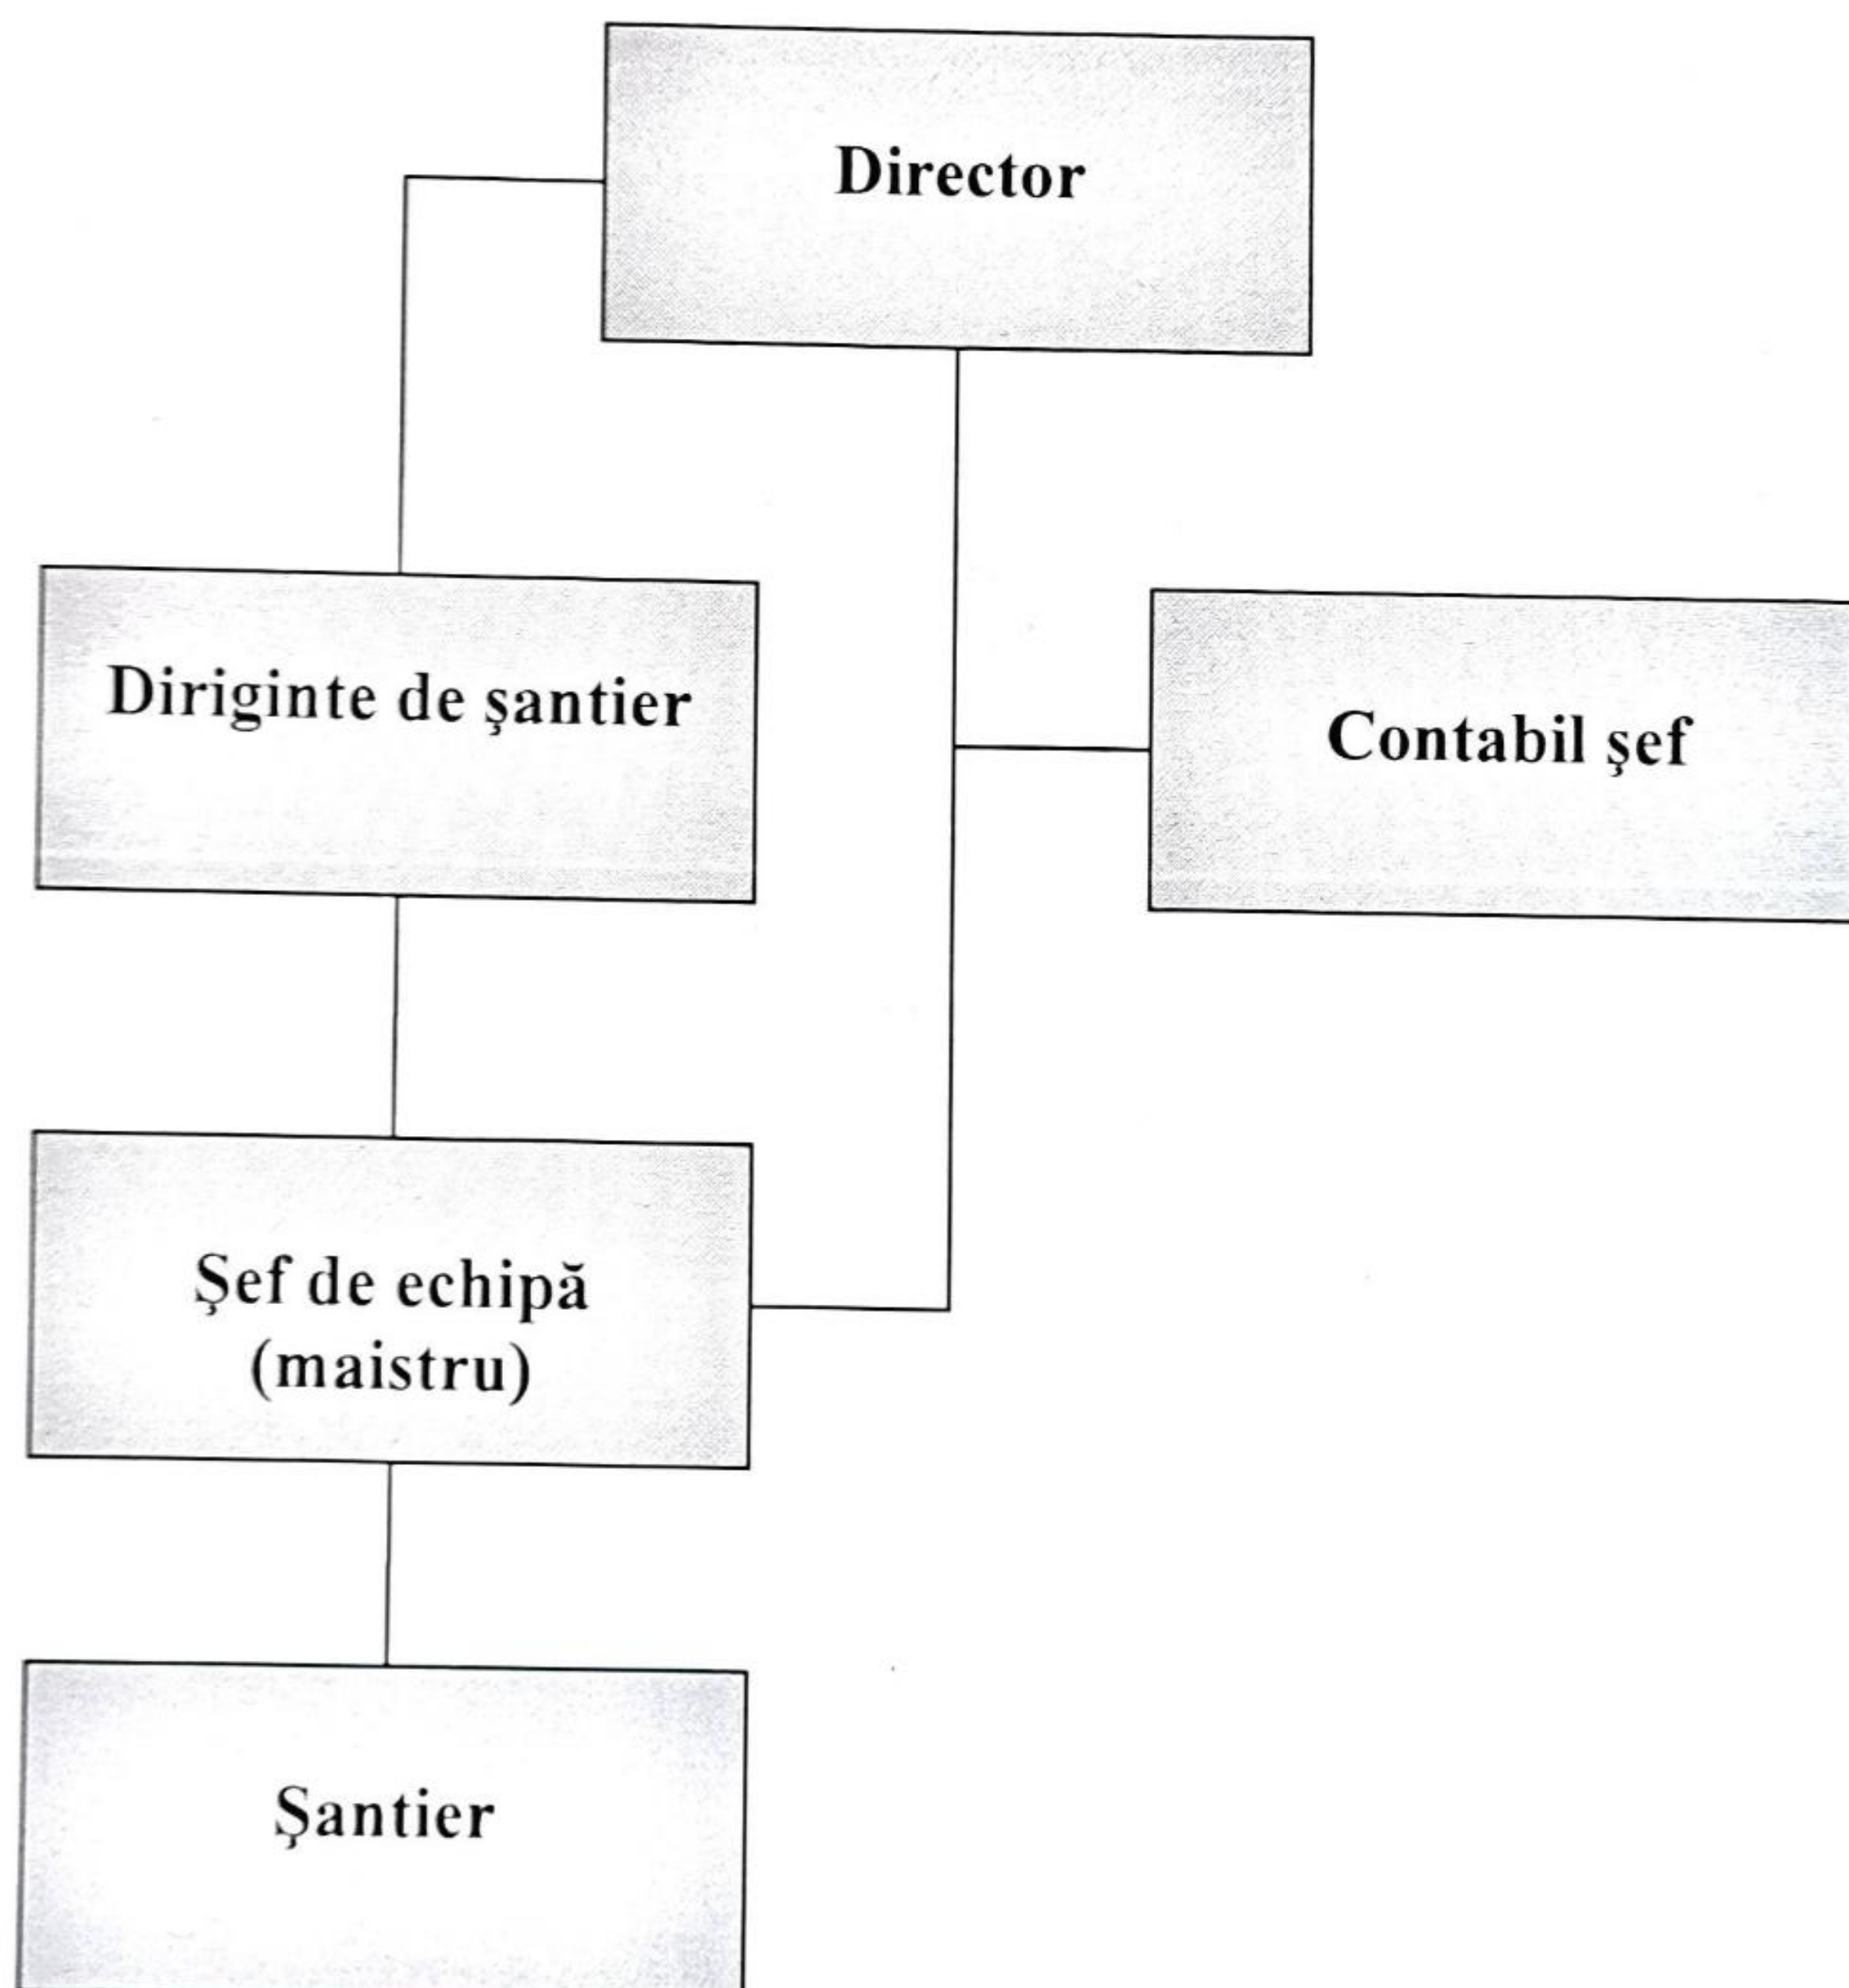 Director
Diriginte de şantier
Contabil şef
Şef de echipă
(maistru)
Şantier